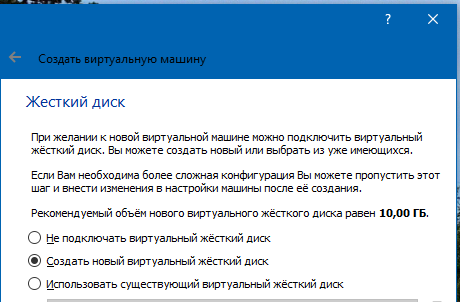 Создать виртуальную машину
Жесткий диск
При желании к новой виртуальной машине можно подключить виртуальный
жёсткий диск. Вы можете создать новый или выбрать из уже имеющихся.
Если Вам необходима более сложная конфигурация Вы можете пропустить этот
шаг и внести изменения в настройки машины после её создания.
Рекомендуемый объём нового виртуального жёсткого диска равен 10,00 ГБ.
Не подключать виртуальный жёсткий диск
Создать новый виртуальный жёсткий диск
Использовать существующий виртуальный жёсткий диск